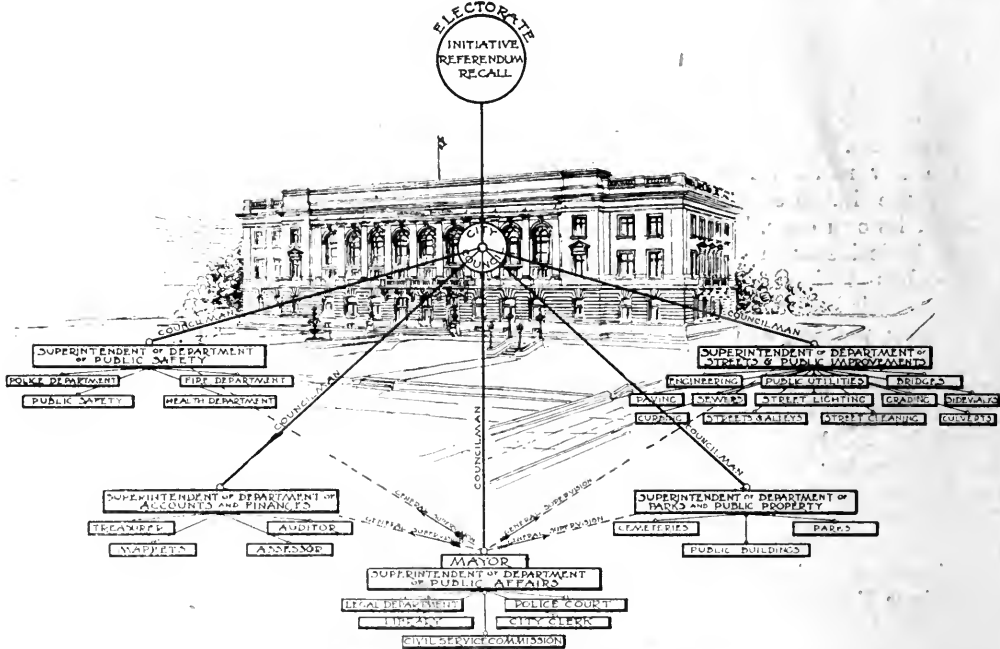 ELECTORATE
INITIATIVE
REFERENDUM
RECALL
CITY
COUNCIL
COUNCILMAN
SUPERINTENDENT OF DEPARTMENT
OF PUBLIC SAFETY
POLICE DEPARTMENT
FIRE DEPARTMENT
PUBLIC SAFETY
HEALTH DEPARTMENT
COUNCILMAN
SUPERINTENDENT OF DEPARTMENT OF
STREETS & PUBLIC IMPROVEMENTS
ENGINEERING
PUBLIC UTILITIES
BRIDGES
PAVING
SEWERS
STREET LIGHTING
GRADING
SIDEWALKS
CURBING
STREETS & ALLEYS
STREET CLEANING
CULVERTS
COUNCILMAN
SUPERINTENDENT OF DEPARTMENT OF
ACCOUNTS AND FINANCES
TREASURER
AUDITOR
MARKETS
ASSESSOR
COUNCILMAN
COUNCILMAN
SUPERINTENDENT OF DEPARTMENT OF
PARKS AND PUBLIC PROPERTY
CEMETERIES
PARKS
PUBLIC BUILDINGS
GENERAL SUPERVISION
GENERAL SUPERVISION
GENERAL SUPERVISION
GENERAL SUPERVISION
MAYOR
SUPERINTENDENT OF DEPARTMENT
OF PUBLIC AFFAIRS
LEGAL DEPARTMENT
POLICE COURT
LIBRARY
CITY CLERK
CIVIL SERVICE COMMISSION